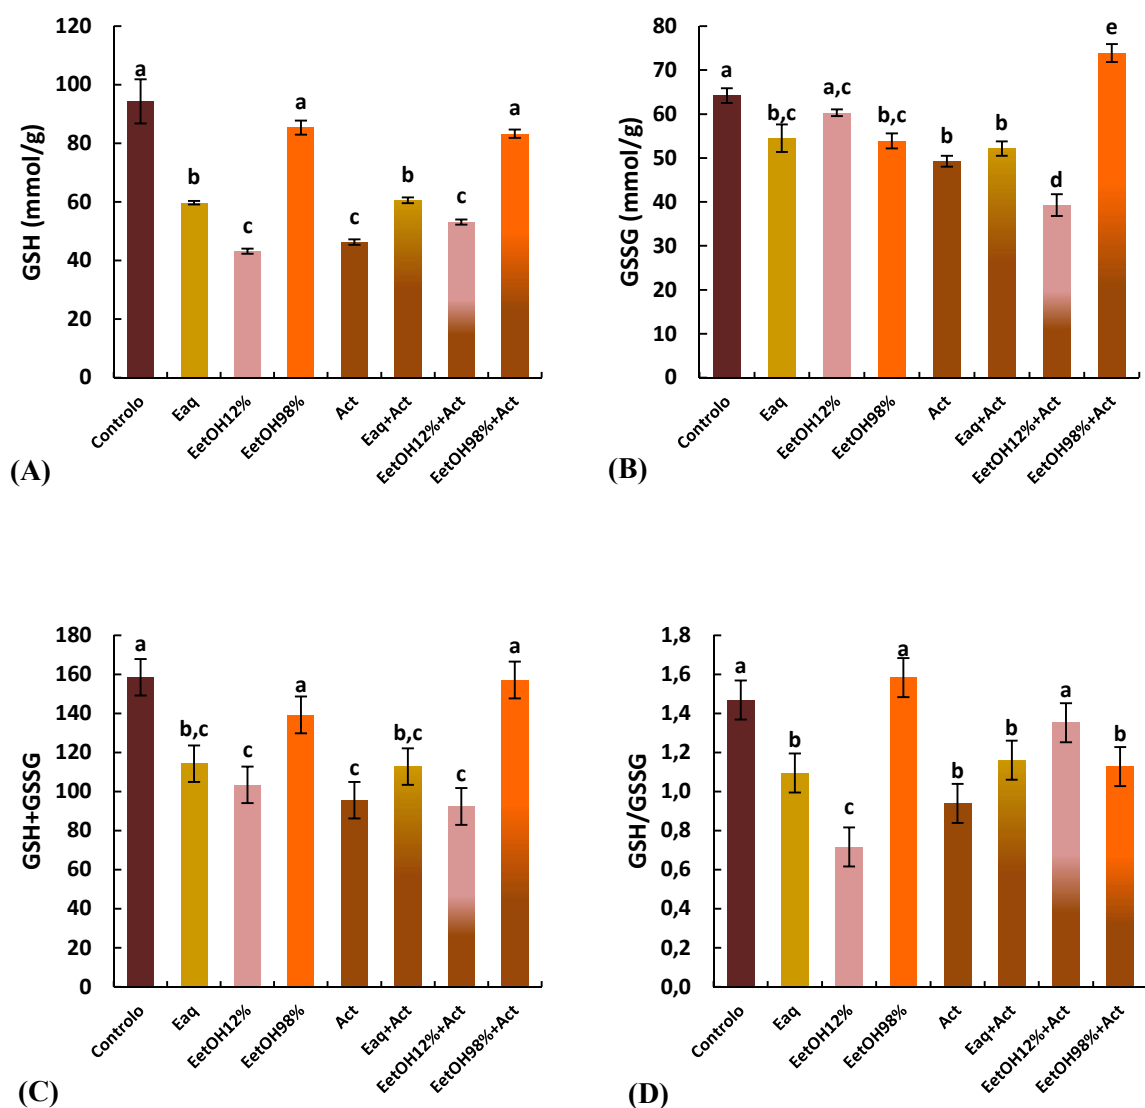 120
100
80
60
40
20
0
GSH (mmol/g)
a
b
c
a
c
b
c
a
Controlo
Eaq
EetOH12%
EetOH98%
Act
Eaq+Act
EetOH12%+Act
EetOH98%+Act
(A)
80
70
60
50
40
30
20
10
0
GSSG (mmol/g)
a
b,c
a,c
b,c
b
b
d
e
Controlo
Eaq
EetOH12%
EetOH98%
Act
Eaq+Act
EetOH12%+Act
EetOH98%+Act
(B)
180
160
140
120
100
80
60
40
20
0
GSH+GSSG
a
b,c
c
a
c
b,c
c
a
Controlo
Eaq
EetOH12%
EetOH98%
Act
Eaq+Act
EetOH12%+Act
EetOH98%+Act
(C)
1,8
1,6
1,4
1,2
1,0
0,8
0,6
0,4
0,2
0,0
GSH/GSSG
a
b
c
a
b
b
a
b
Controlo
Eaq
EetOH12%
EetOH98%
Act
Eaq+Act
EetOH12%+Act
EetOH98%+Act
(D)